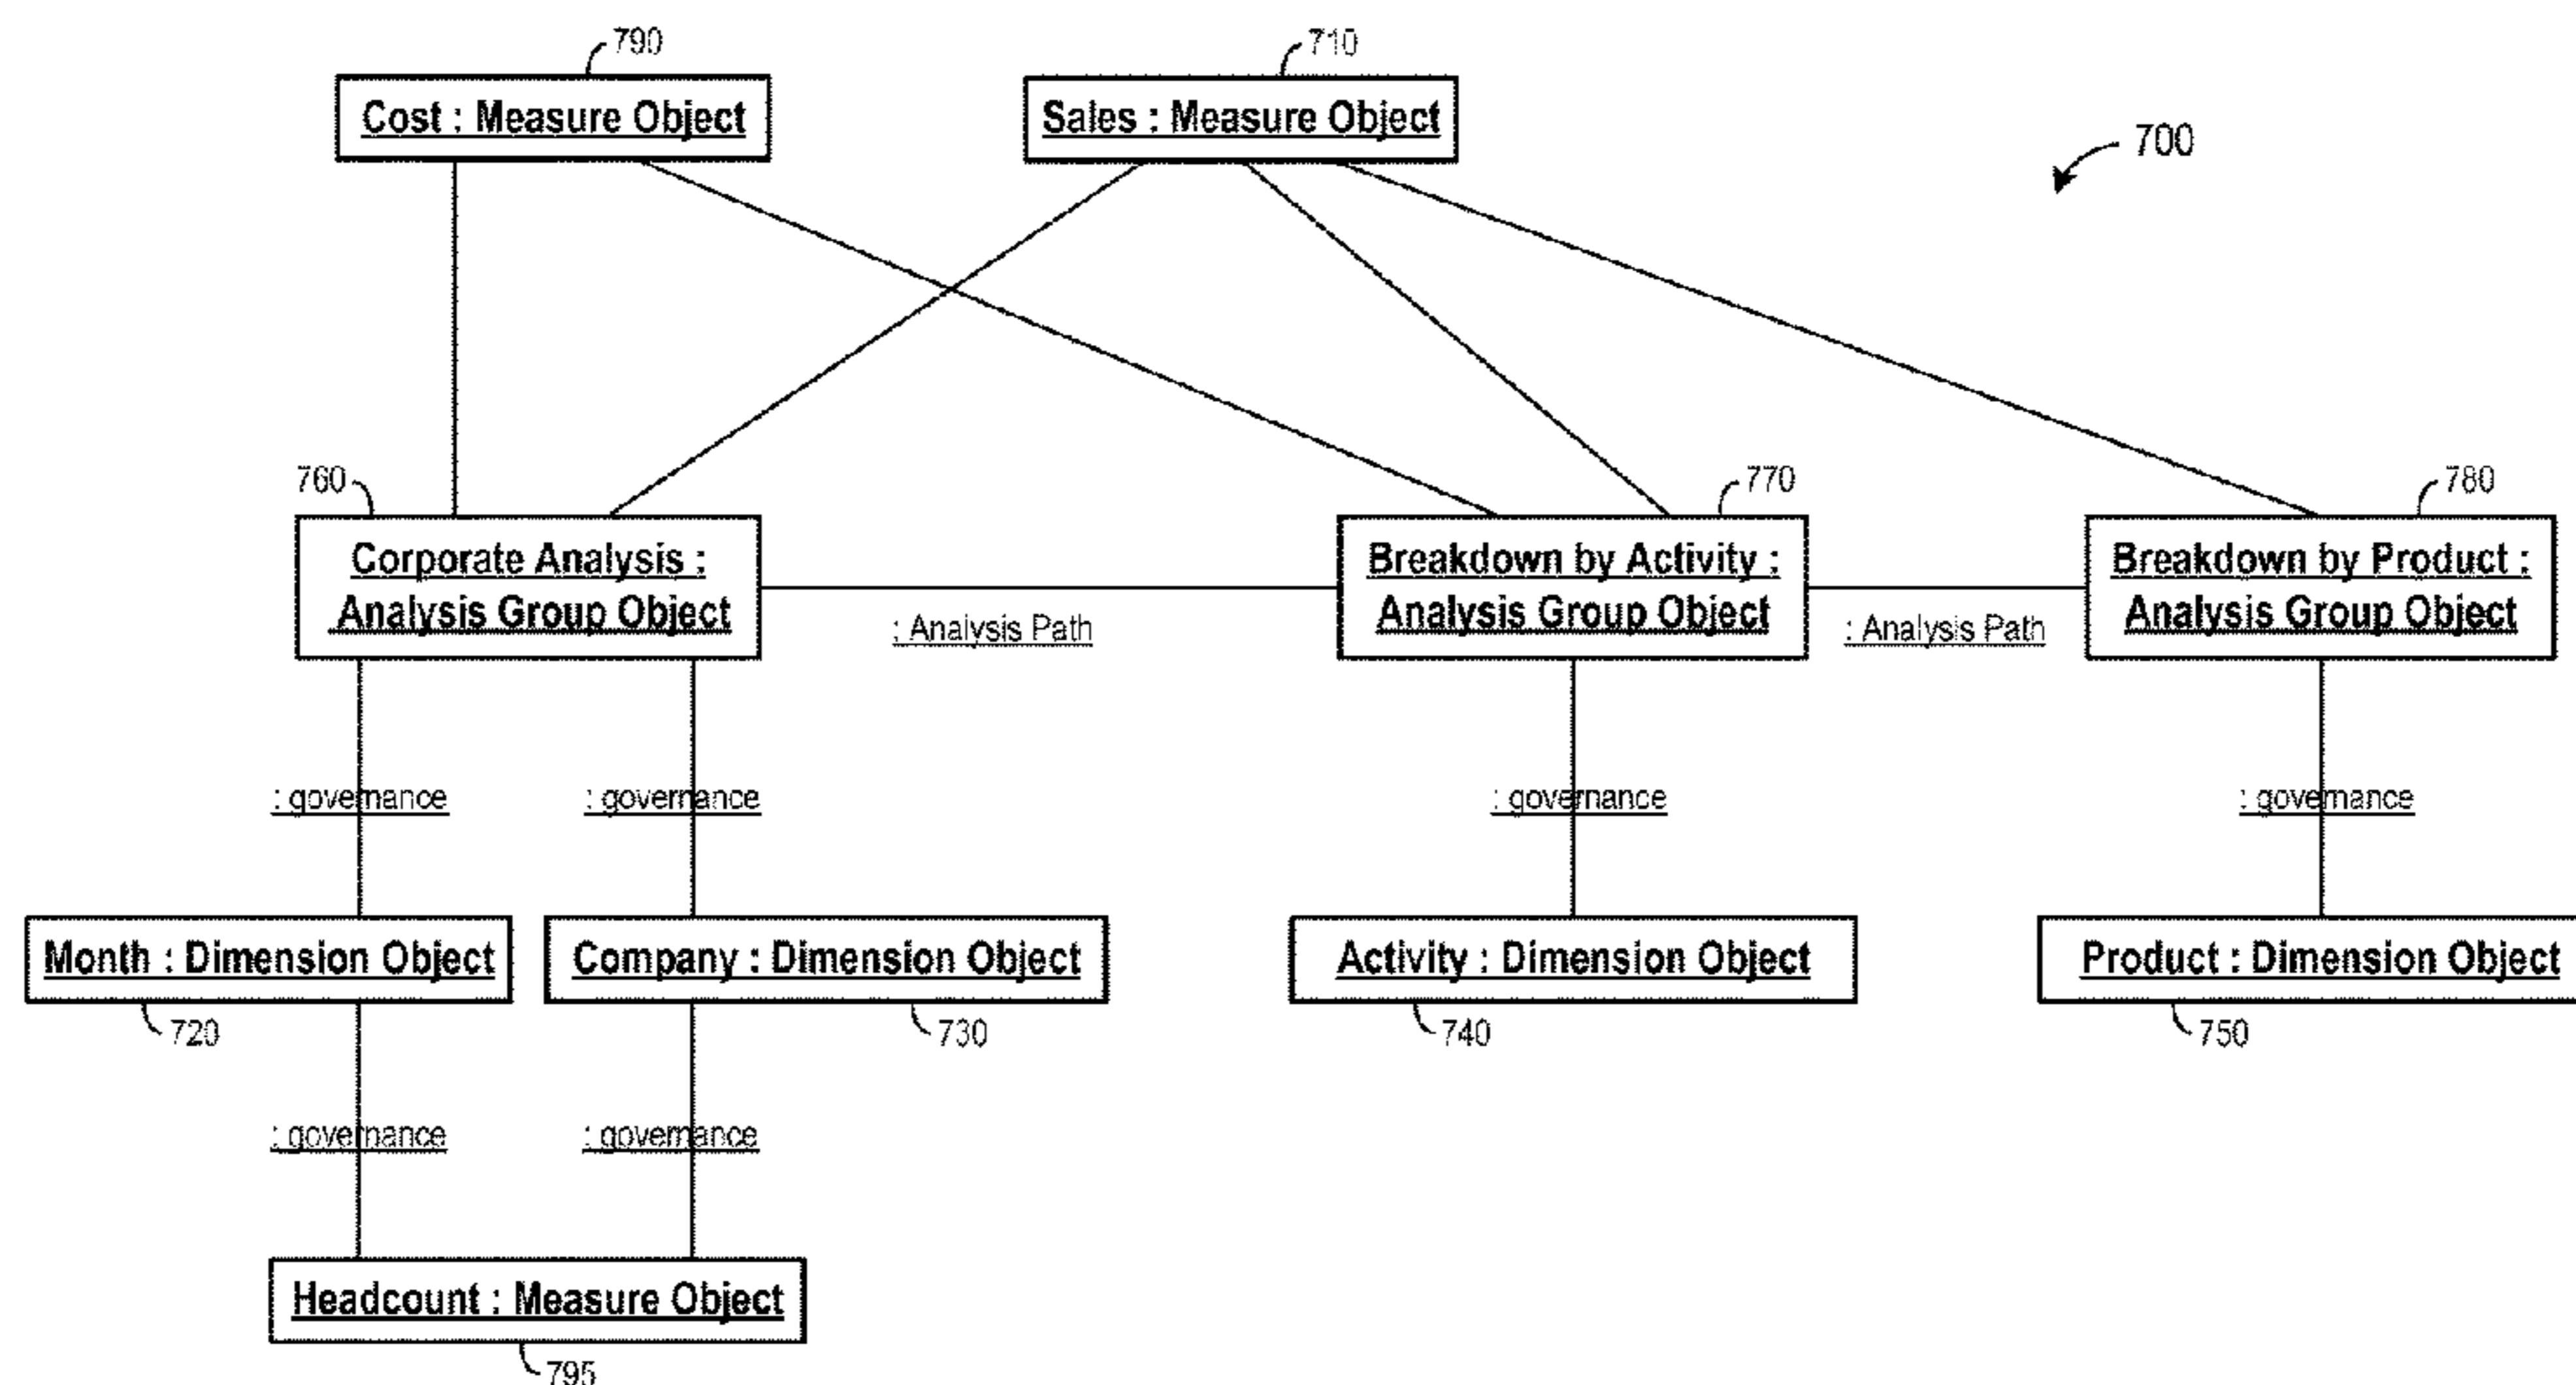 790
710
Cost : Measure Object
Sales : Measure Object
700
760
770
780
Corporate Analysis :
Analysis Group Object
Breakdown by Activity :
Analysis Group Object
Breakdown by Product :
Analysis Group Object
: Analysis Path
: Analysis Path
: governance
: governance
: governance
: governance
Month : Dimension Object
Company : Dimension Object
Activity : Dimension Object
Product : Dimension Object
720
730
740
750
: governance
: governance
Headcount : Measure Object
795